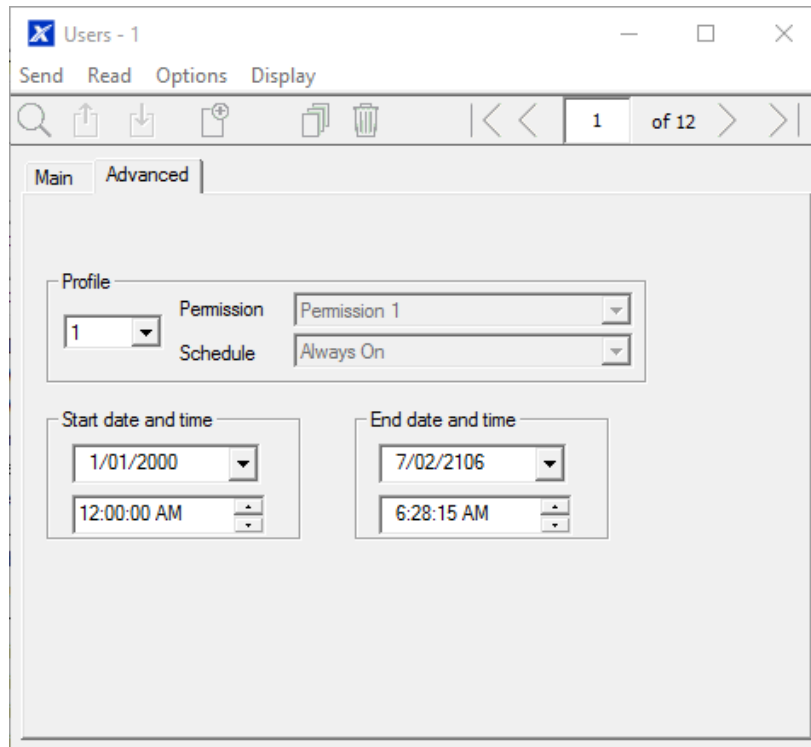 Users - 1
Send Read Options Display
1 of 12
Main Advanced
Profile
1 Permission Permission 1
Schedule Always On
Start date and time End date and time
1/01/2000 7/02/2106
12:00:00 AM 6:28:15 AM